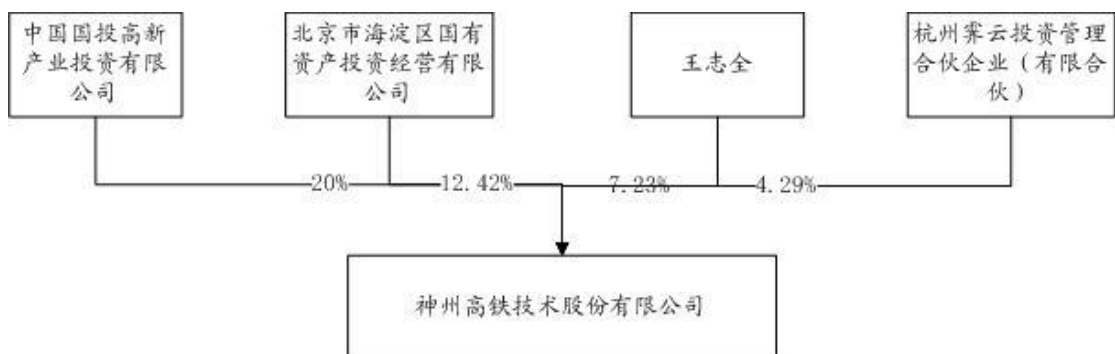 中国国投高新
产业投资有限
公司
北京市海淀区国有
资产投资经营有限
公司
王志全
杭州霁云投资管理
合伙企业（有限合
伙）
20%
12.42%
7.23%
4.29%
神州高铁技术股份有限公司